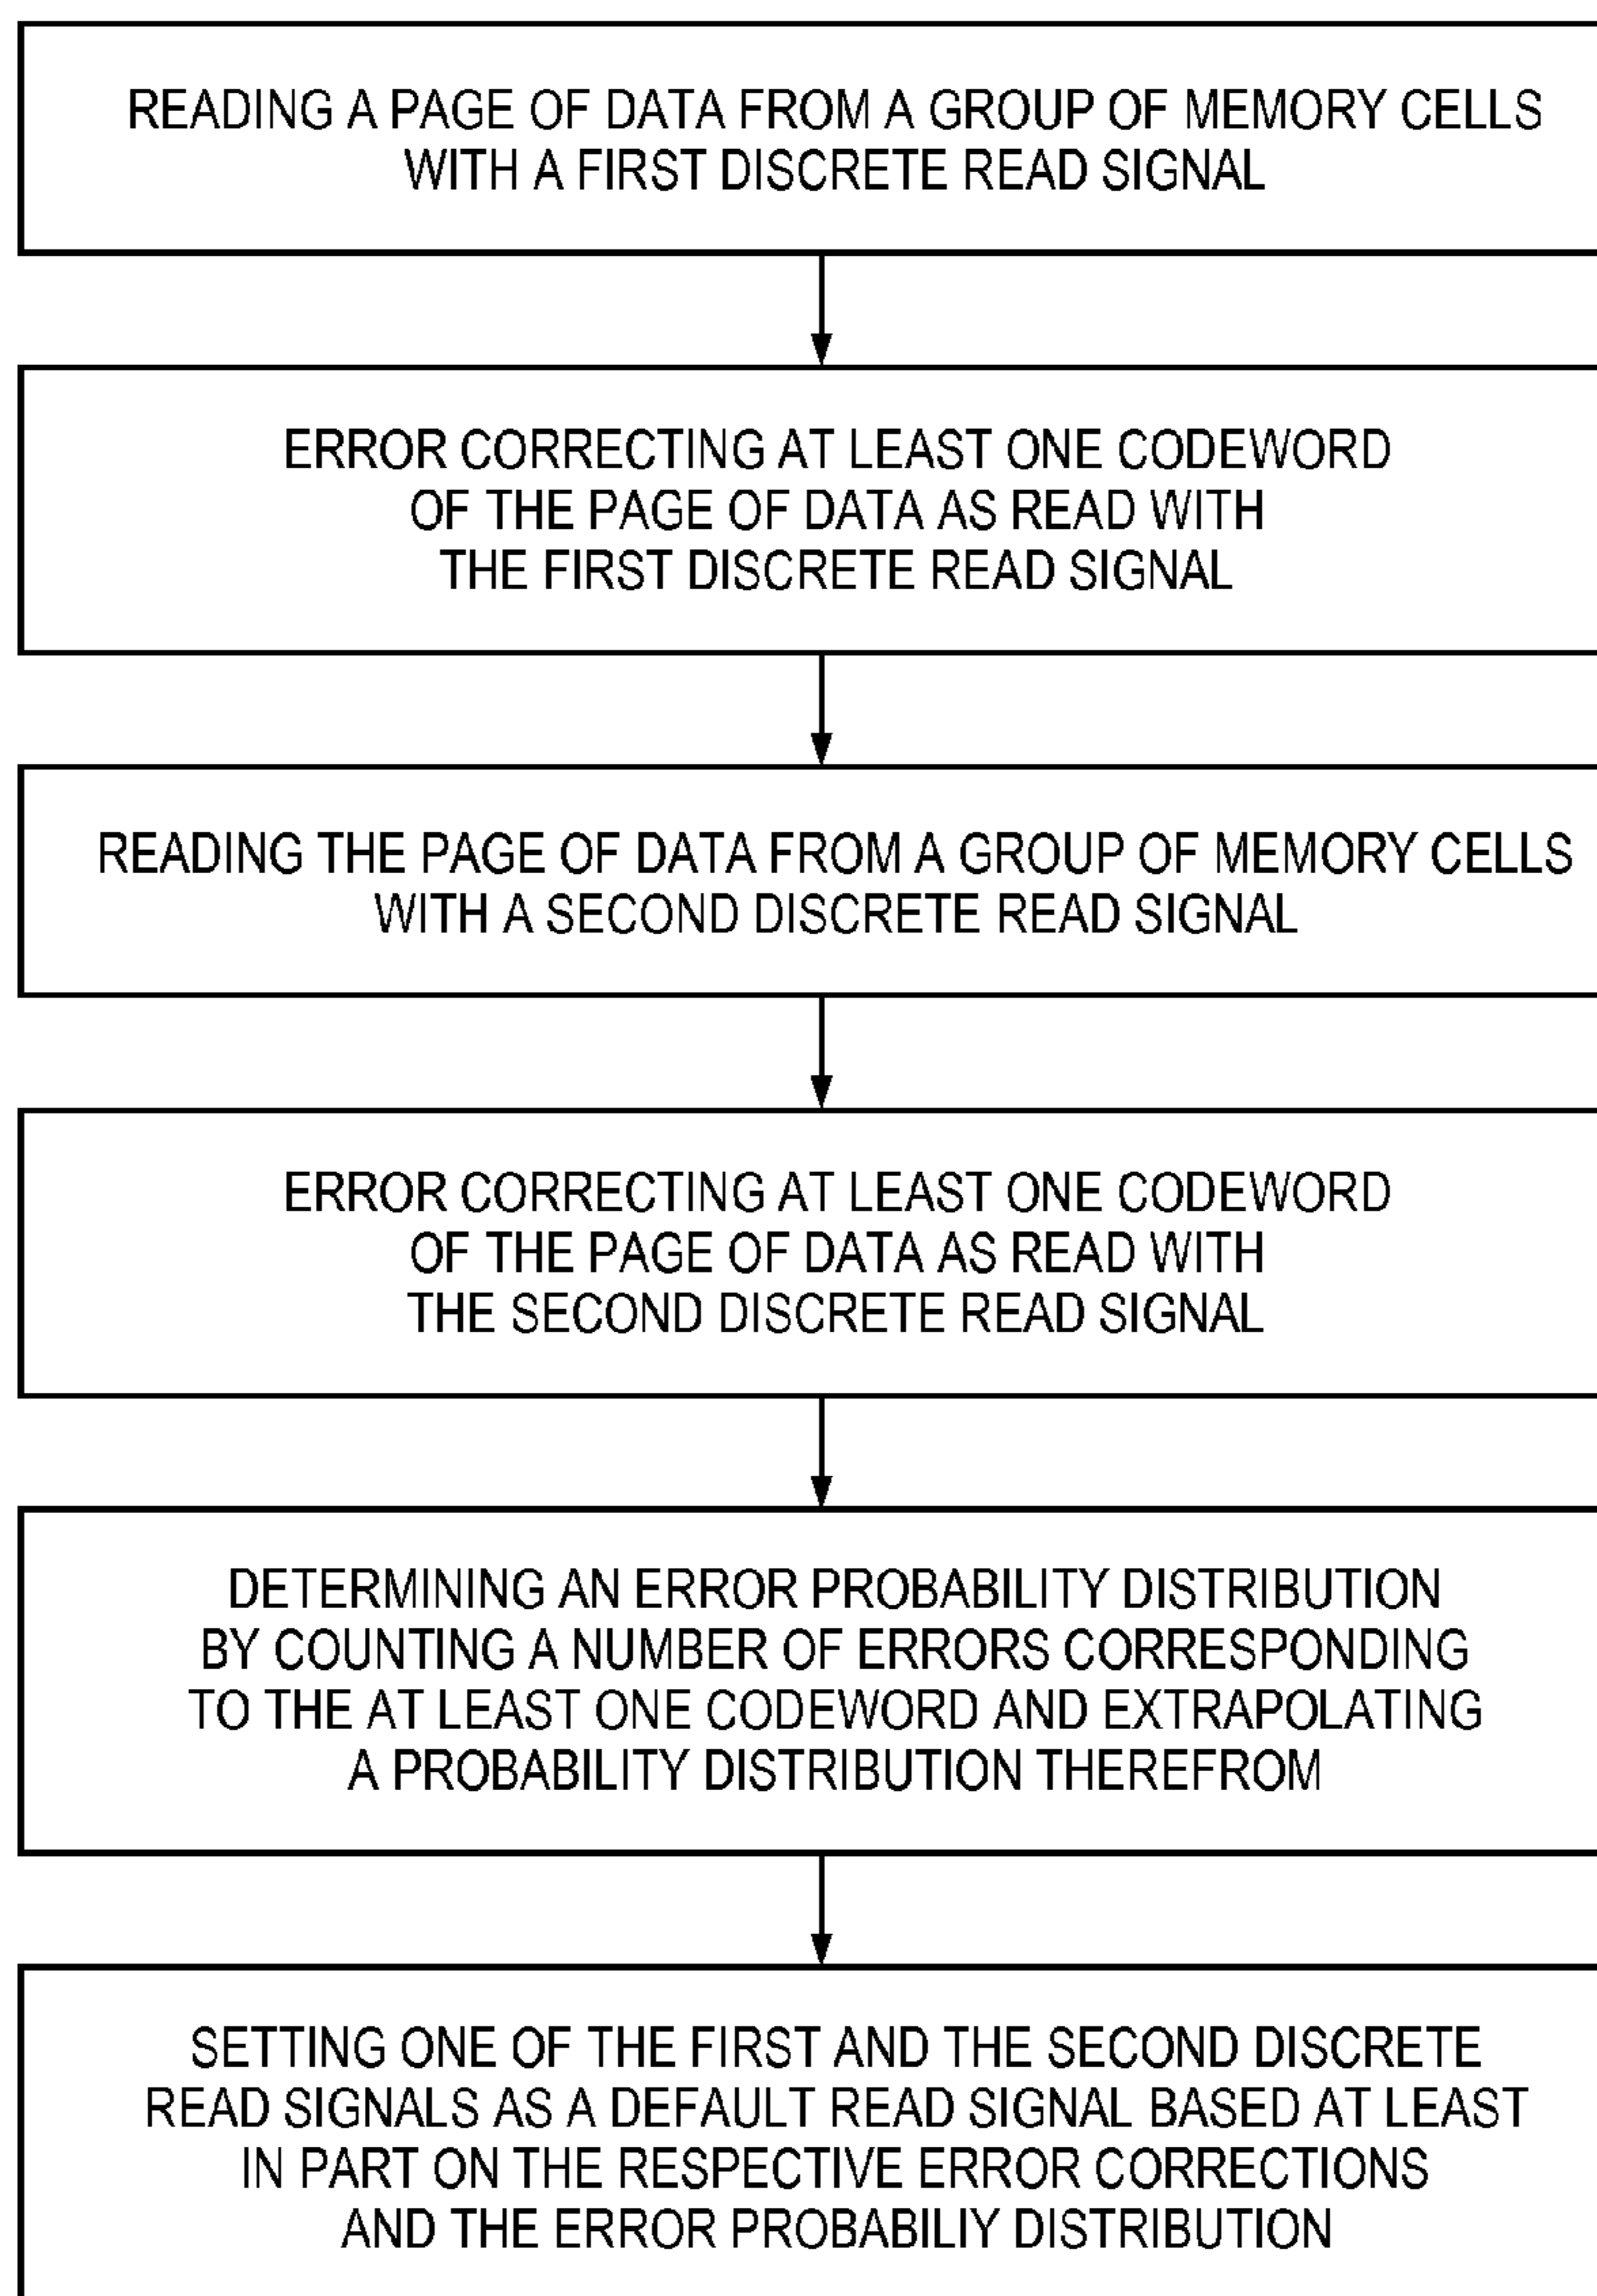 READING A PAGE OF DATA FROM A GROUP OF MEMORY CELLS
WITH A FIRST DISCRETE READ SIGNAL
ERROR CORRECTING AT LEAST ONE CODEWORD
OF THE PAGE OF DATA AS READ WITH
THE FIRST DISCRETE READ SIGNAL
READING THE PAGE OF DATA FROM A GROUP OF MEMORY CELLS
WITH A SECOND DISCRETE READ SIGNAL
ERROR CORRECTING AT LEAST ONE CODEWORD
OF THE PAGE OF DATA AS READ WITH
THE SECOND DISCRETE READ SIGNAL
DETERMINING AN ERROR PROBABILITY DISTRIBUTION
BY COUNTING A NUMBER OF ERRORS CORRESPONDING
TO THE AT LEAST ONE CODEWORD AND EXTRAPOLATING
A PROBABILITY DISTRIBUTION THEREFROM
SETTING ONE OF THE FIRST AND THE SECOND DISCRETE
READ SIGNALS AS A DEFAULT READ SIGNAL BASED AT LEAST
IN PART ON THE RESPECTIVE ERROR CORRECTIONS
AND THE ERROR PROBABILIY DISTRIBUTION